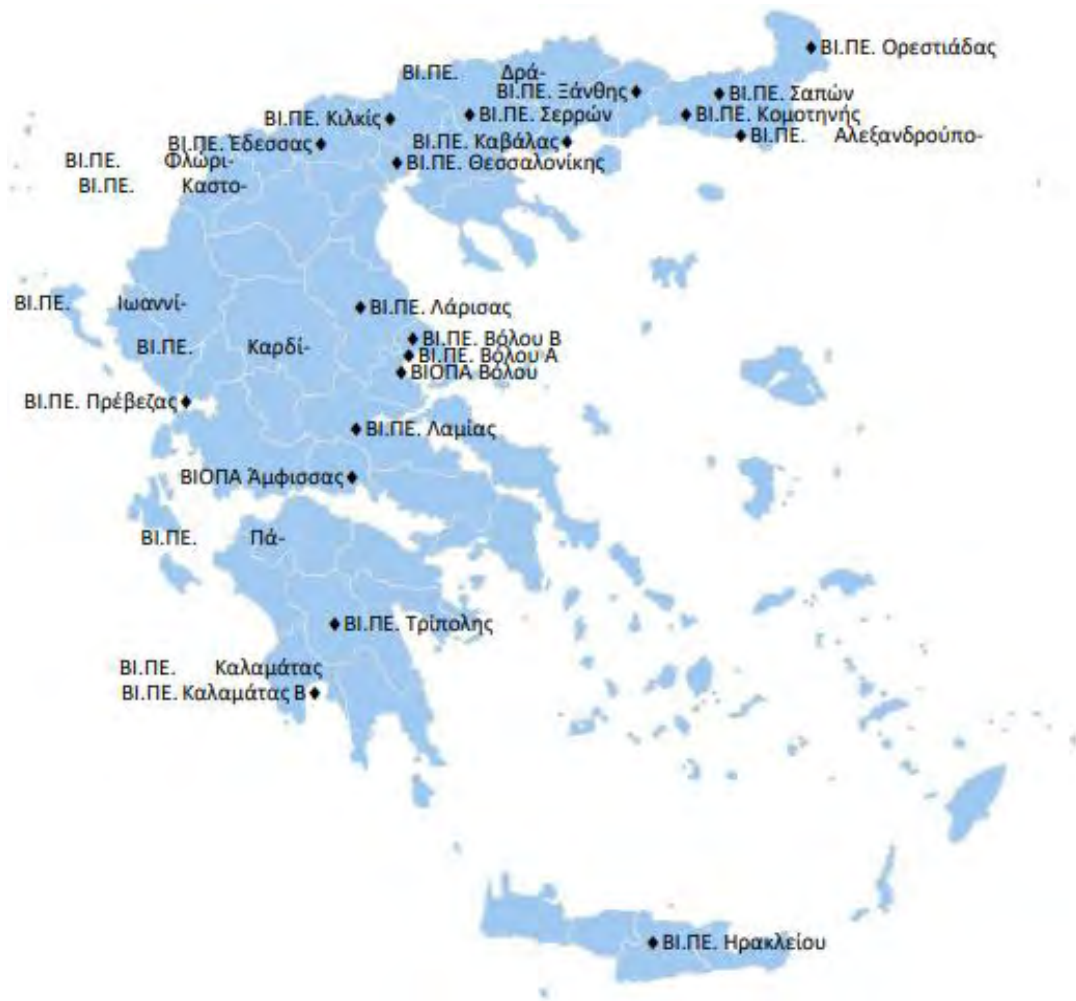 ΒΙ.ΠΕ. Ορεστιάδας
ΒΙ.ΠΕ. Δρά-
ΒΙ.ΠΕ. Ξάνθης
ΒΙ.ΠΕ. Σαπών
ΒΙ.ΠΕ. Σερρών
ΒΙ.ΠΕ. Κομοτηνής
ΒΙ.ΠΕ. Κιλκίς
ΒΙ.ΠΕ. Αλεξανδρούπο-
ΒΙ.ΠΕ. Έδεσσας
ΒΙ.ΠΕ. Καβάλας
ΒΙ.ΠΕ. Φλώρι-
ΒΙ.ΠΕ. Θεσσαλονίκης
ΒΙ.ΠΕ. Καστο-
ΒΙ.ΠΕ. Ιωαννί-
ΒΙ.ΠΕ. Λάρισας
ΒΙ.ΠΕ. Βόλου Β
ΒΙ.ΠΕ. Καρδί-
ΒΙ.ΠΕ. Βόλου Α
ΒΙΟΠΑ Βόλου
ΒΙ.ΠΕ. Πρέβεζας
ΒΙ.ΠΕ. Λαμίας
ΒΙΟΠΑ Άμφισσας
ΒΙ.ΠΕ. Πά-
ΒΙ.ΠΕ. Τρίπολης
ΒΙ.ΠΕ. Καλαμάτας
ΒΙ.ΠΕ. Καλαμάτας Β
ΒΙ.ΠΕ. Ηρακλείου